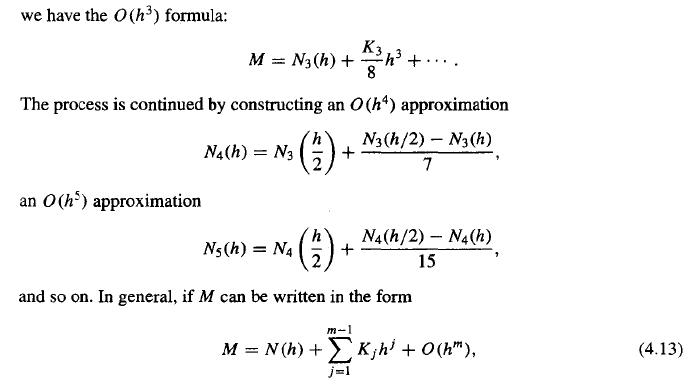 we have the O(h³) formula:
M = N₃(h) + K₃/8 h³ + ··· .
The process is continued by constructing an O(h⁴) approximation
N₄(h) = N₃(h/2) + (N₃(h/2) − N₃(h))/7,
an O(h⁵) approximation
N₅(h) = N₄(h/2) + (N₄(h/2) − N₄(h))/15,
and so on. In general, if M can be written in the form
M = N(h) + ∑_{j=1}^{m−1} K_j h^j + O(h^m), (4.13)